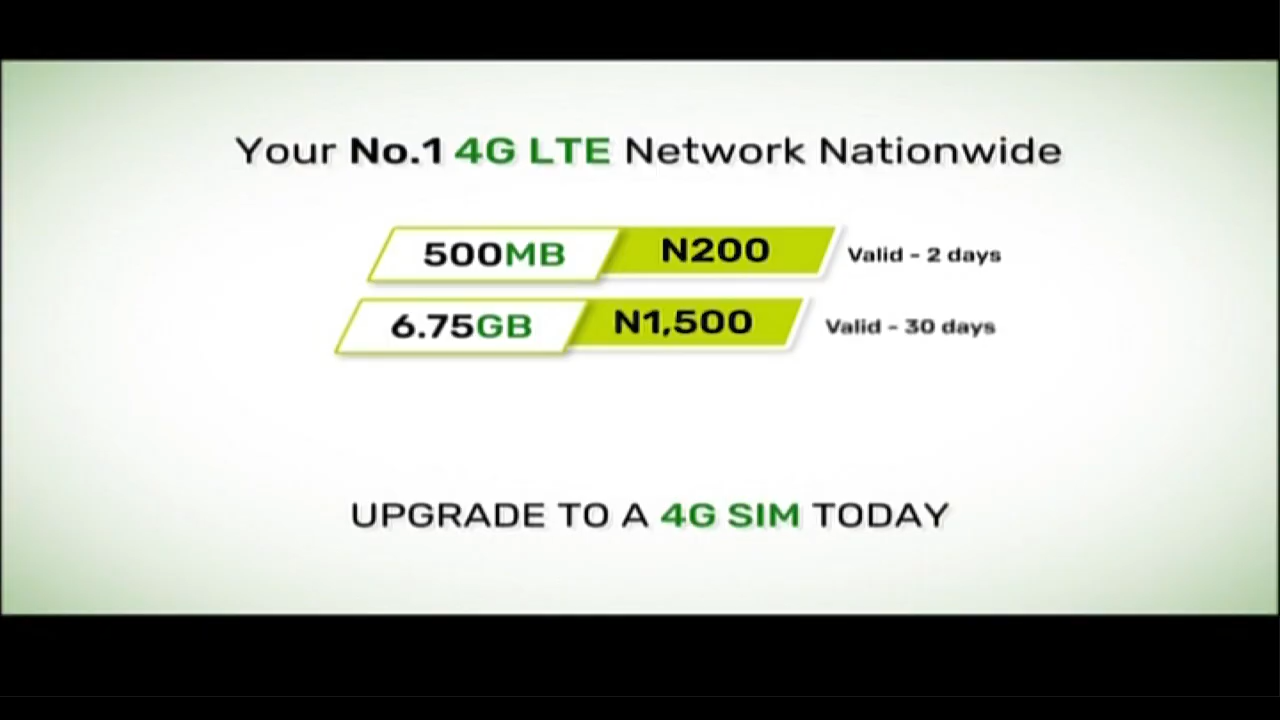 Your No.1 4G LTE Network Nationwide
500MB N200 Valid - 2 days
6.75GB N1,500 Valid - 30 days
UPGRADE TO A 4G SIM TODAY